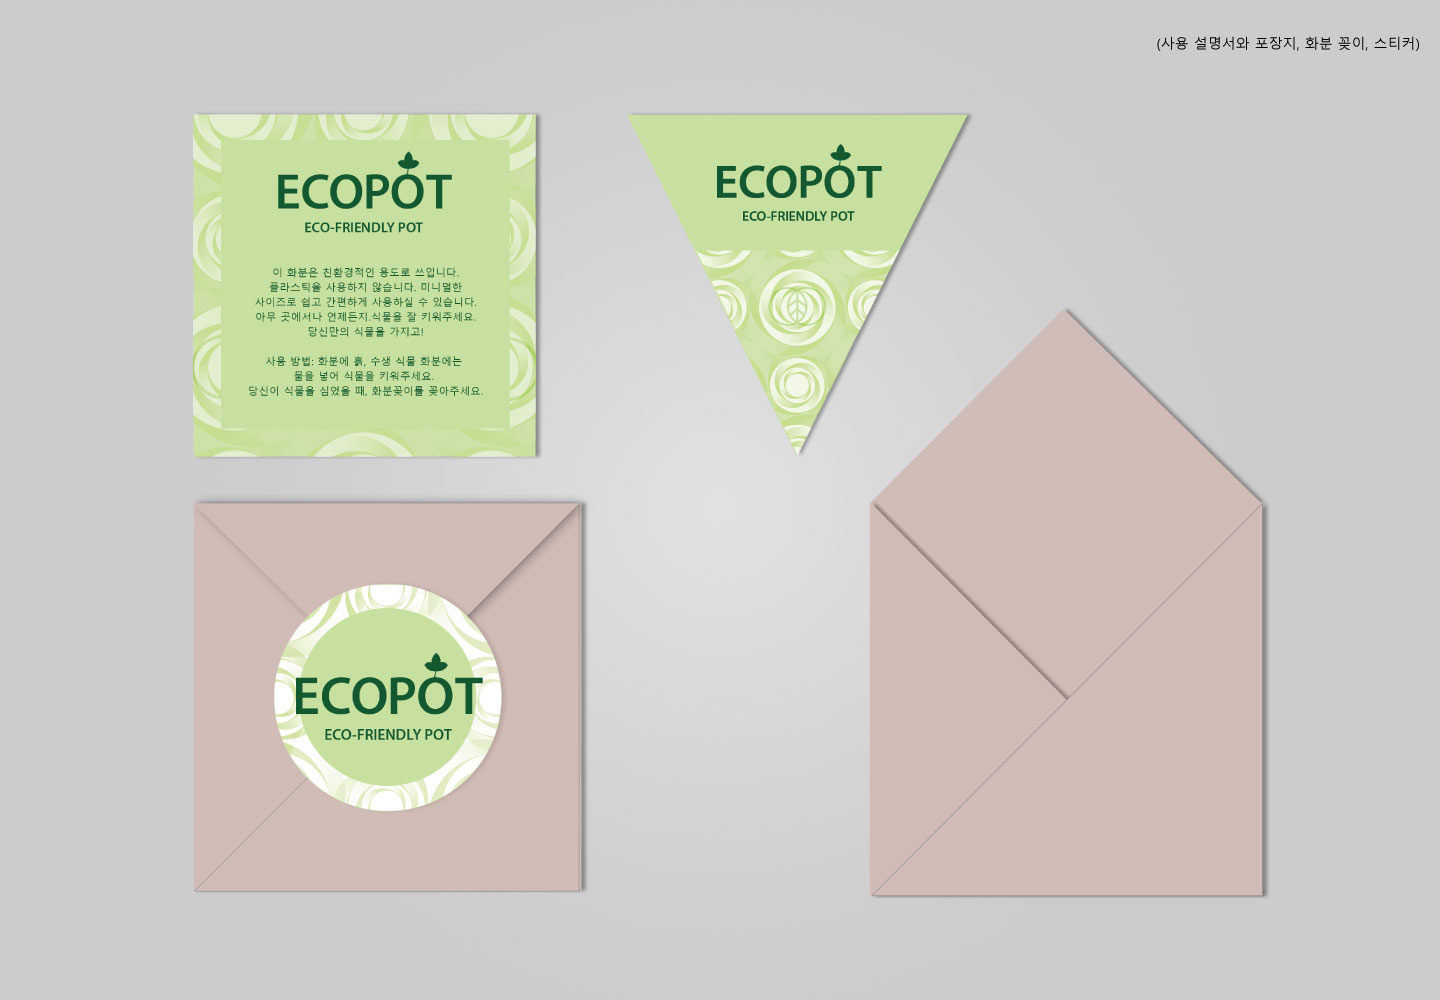 (사용 설명서와 포장지, 화분 꽂이, 스티커)
ECOPOT
ECO-FRIENDLY POT
이 화분은 친환경적인 용도로 쓰입니다.
플라스틱을 사용하지 않습니다. 미니멀한
사이즈로 쉽고 간편하게 사용하실 수 있습니다.
아무 곳에서나 언제든지.식물을 잘 키워주세요.
당신만의 식물을 가지고!
사용 방법: 화분에 흙, 수생 식물 화분에는
물을 넣어 식물을 키워주세요.
당신이 식물을 심었을 때, 화분꽂이를 꽂아주세요.
ECOPOT
ECO-FRIENDLY POT
ECOPOT
ECO-FRIENDLY POT